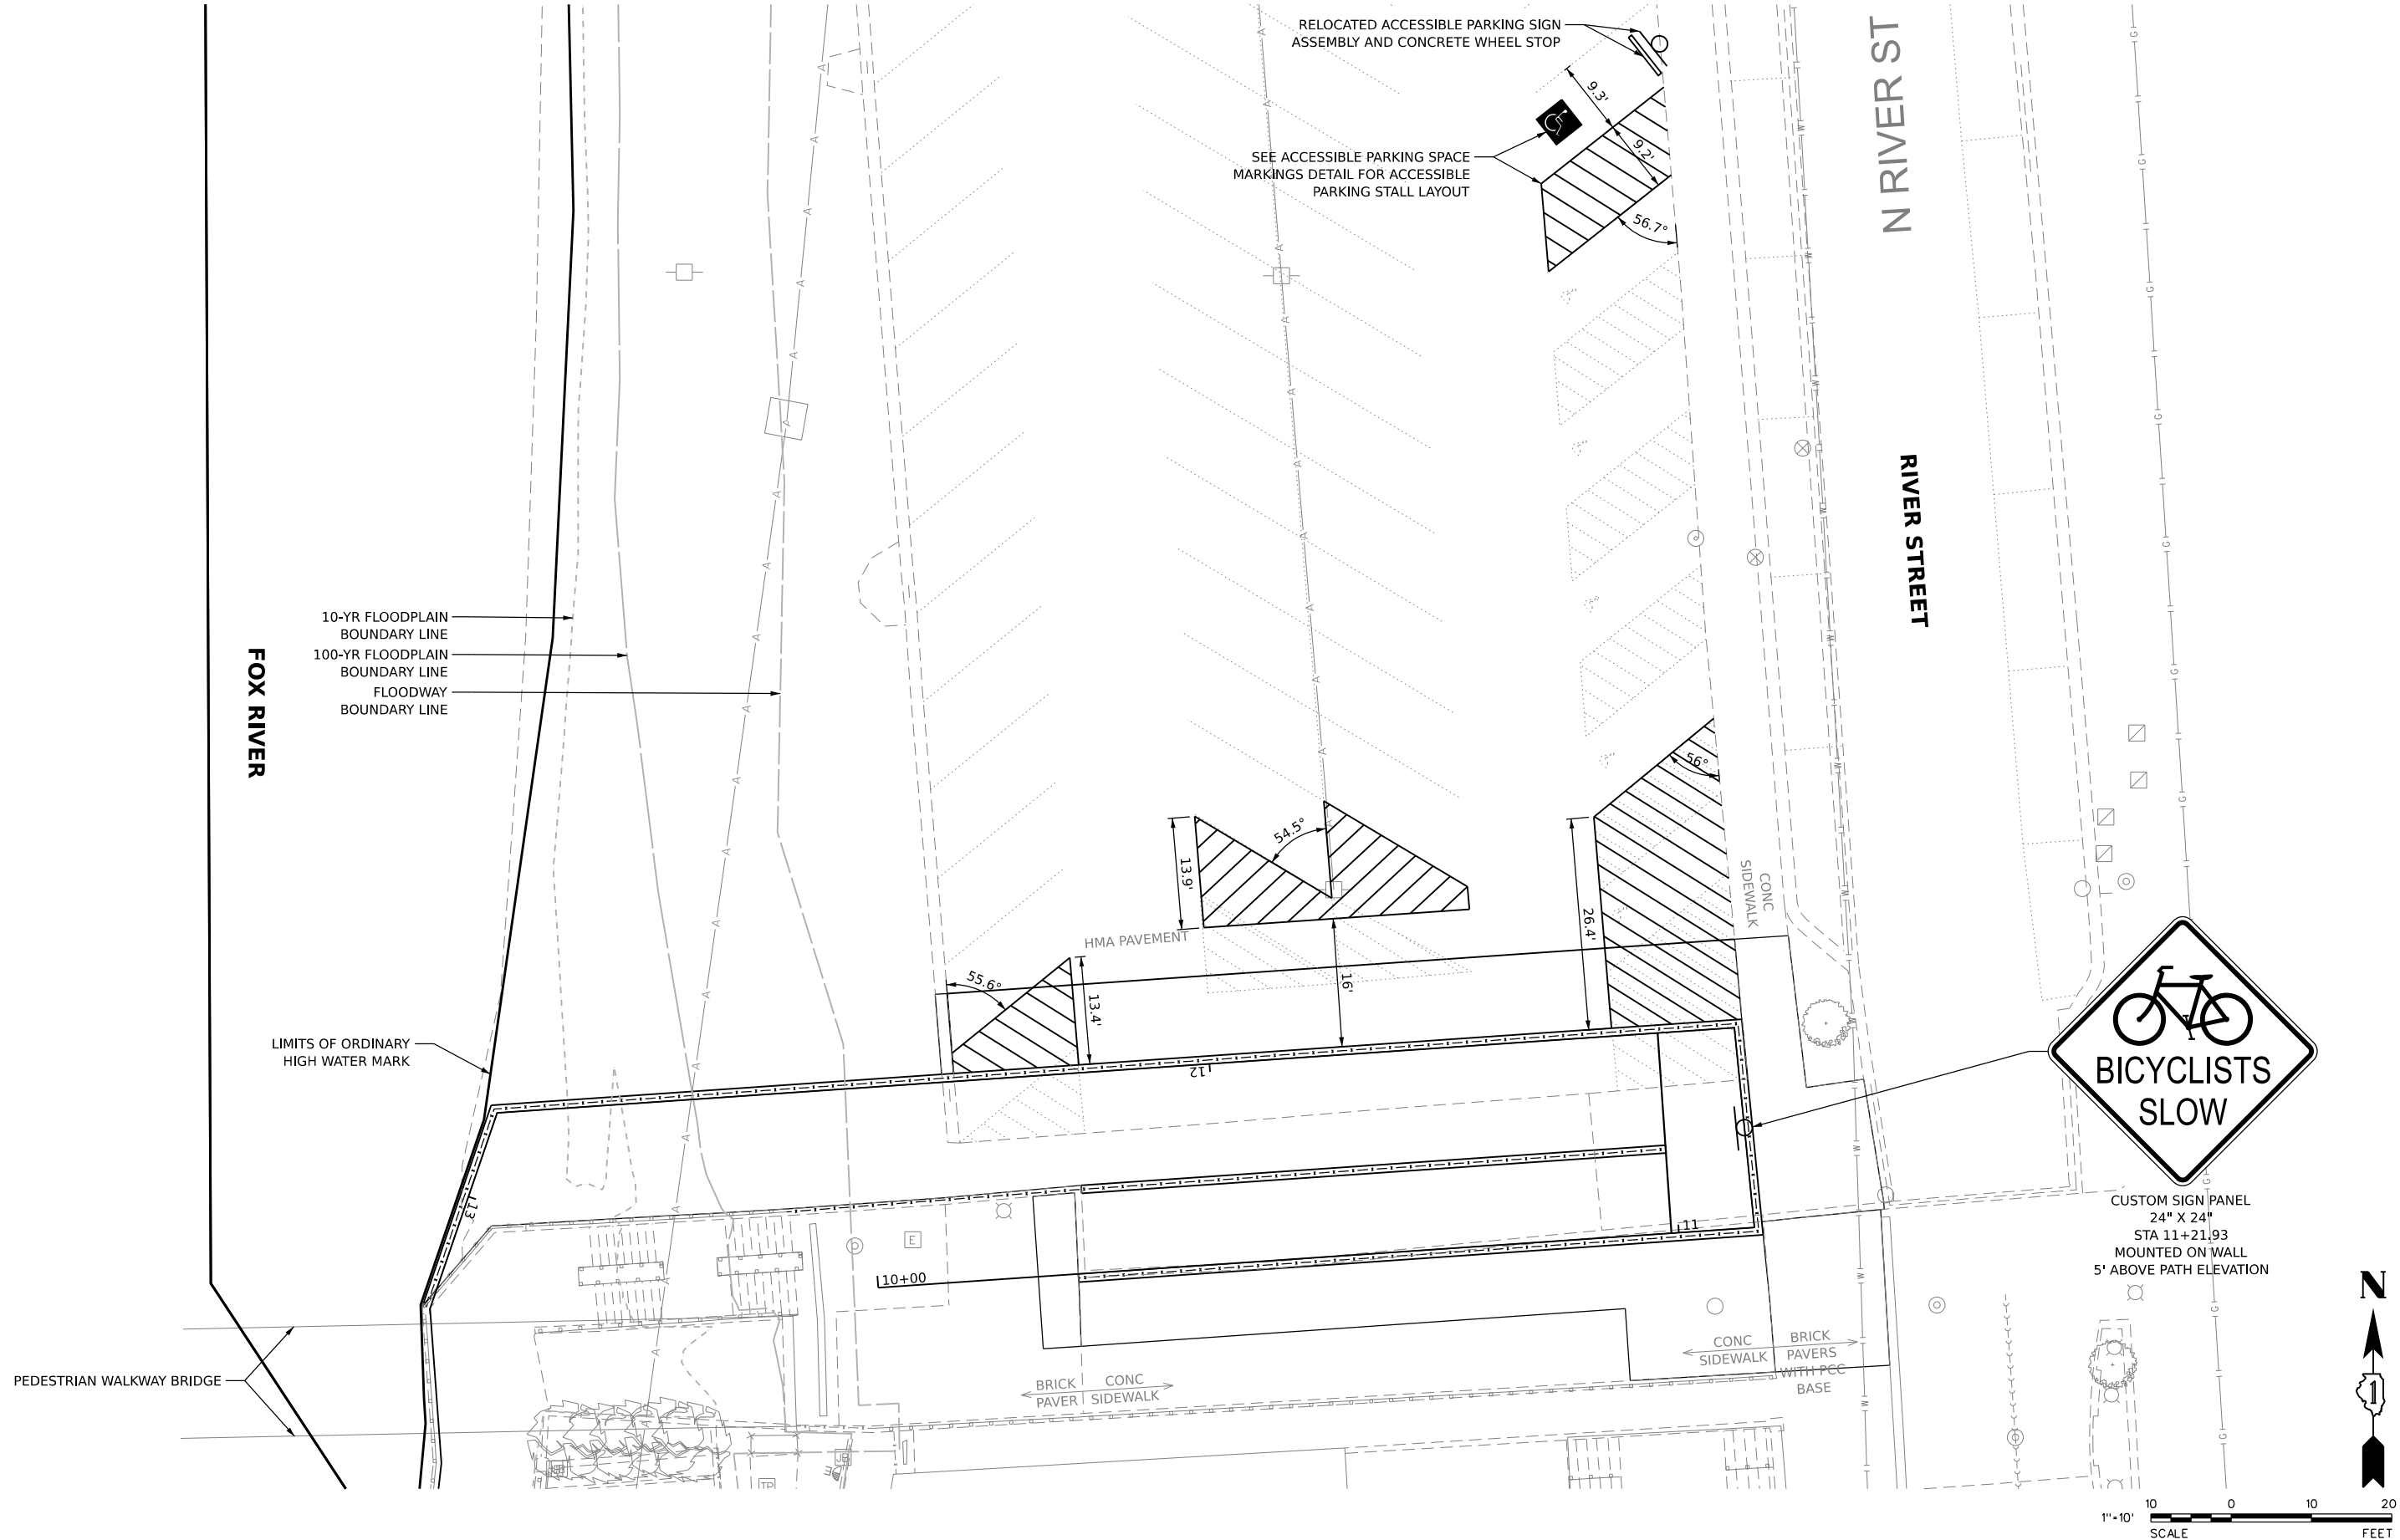 RELOCATED ACCESSIBLE PARKING SIGN
ASSEMBLY AND CONCRETE WHEEL STOP
N RIVER ST
9.3'
9.2'
SEE ACCESSIBLE PARKING SPACE
MARKINGS DETAIL FOR ACCESSIBLE
PARKING STALL LAYOUT
56.7°
RIVER STREET
10-YR FLOODPLAIN
BOUNDARY LINE
100-YR FLOODPLAIN
BOUNDARY LINE
FLOODWAY
BOUNDARY LINE
FOX RIVER
56°
54.5°
13.9'
CONC
SIDEWALK
26.4'
HMA PAVEMENT
55.6°
13.4'
16'
LIMITS OF ORDINARY
HIGH WATER MARK
12
BICYCLISTS
SLOW
CUSTOM SIGN PANEL
24" X 24"
STA 11+21.93
MOUNTED ON WALL
5' ABOVE PATH ELEVATION
13
11
E
10+00
PEDESTRIAN WALKWAY BRIDGE
CONC
SIDEWALK
BRICK
PAVERS
WITH PCC
BASE
BRICK
PAVER
CONC
SIDEWALK
TP
N
1
10 0 10 20
1"=10'
SCALE FEET